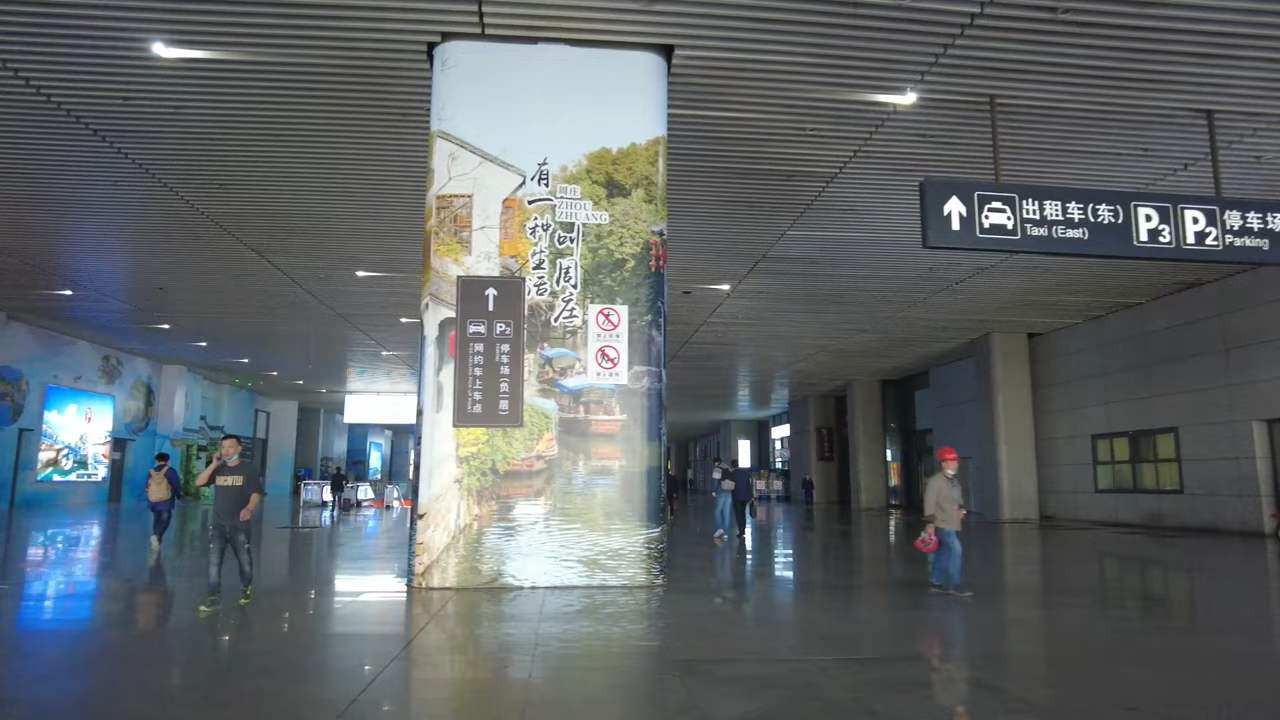 有一种生活
周庄
ZHOU
ZHUANG
叫周庄
P2
网约车上车点
停车场(负一层)
PARKING
出租车(东)
Taxi (East)
P3
P2
停车场
Parking